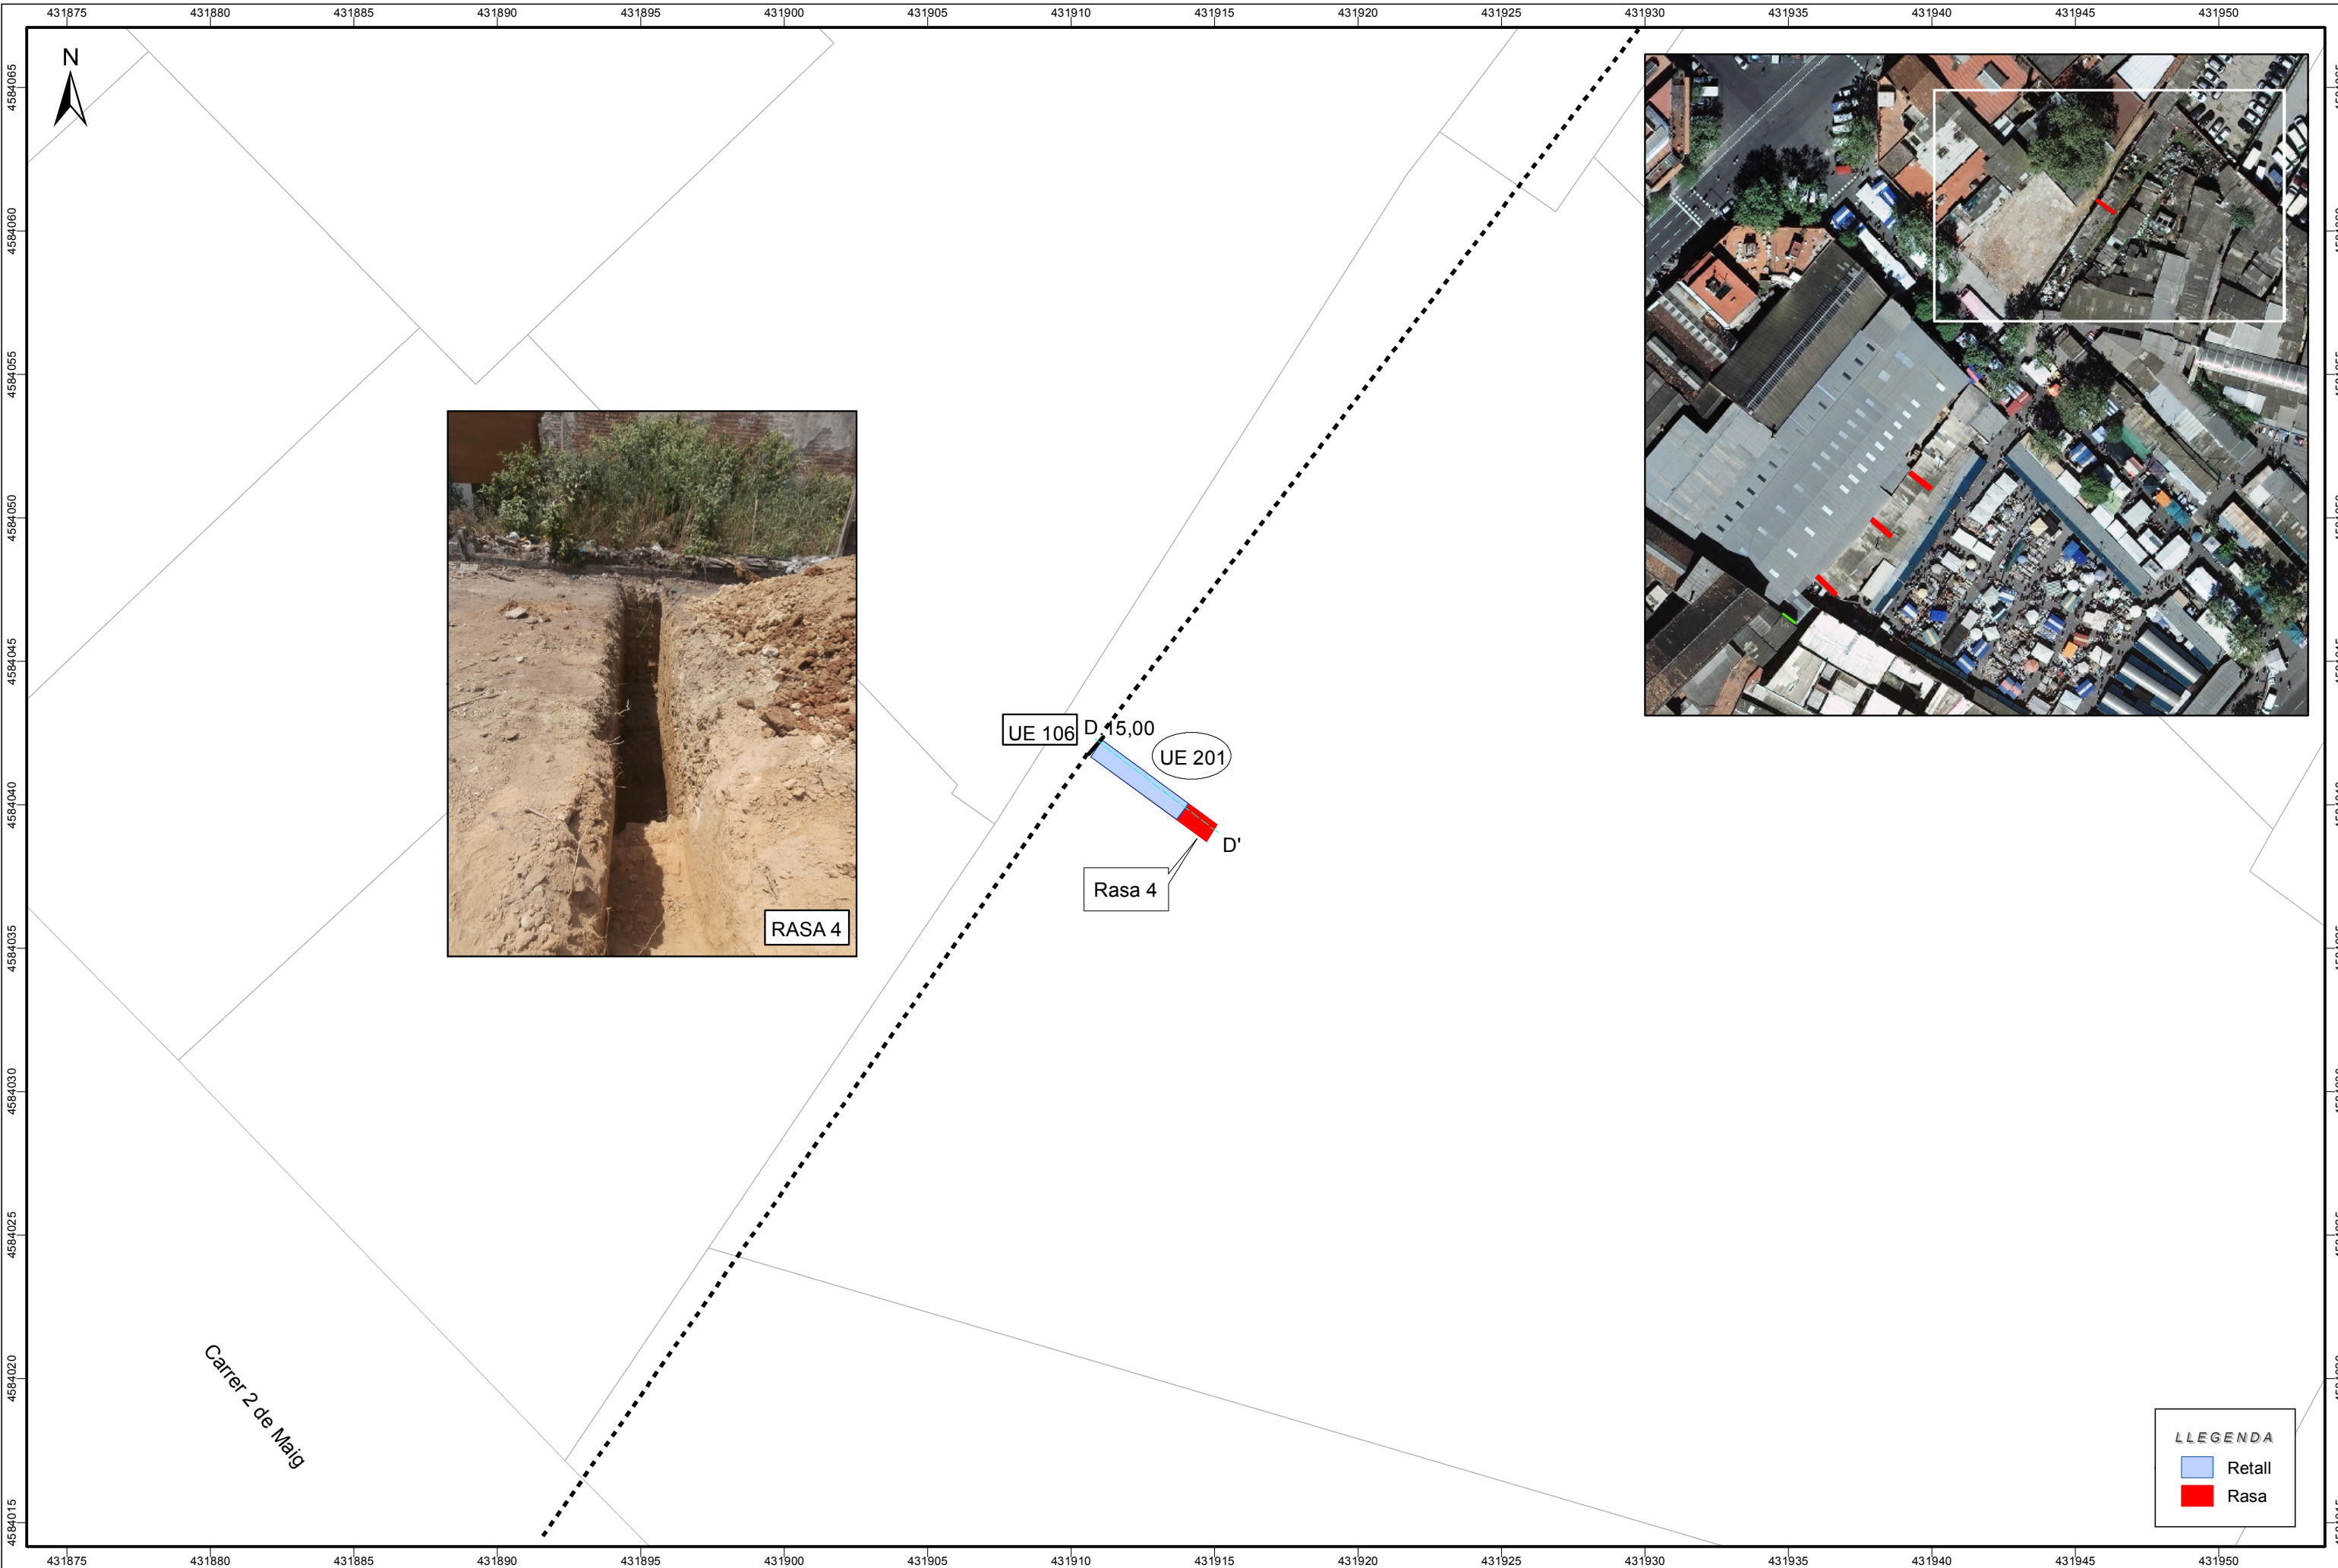 431875 431880 431885 431890 431895 431900 431905 431910 431915 431920 431925 431930 431935 431940 431945 431950
N
4584065
4584060
4584055
4584050
4584045
4584040
4584035
4584030
4584025
4584020
4584015
RASA 4
UE 106
D
15,00
UE 201
D'
Rasa 4
Carrer 2 de Maig
LLEGENDA
Retall
Rasa
431875 431880 431885 431890 431895 431900 431905 431910 431915 431920 431925 431930 431935 431940 431945 431950